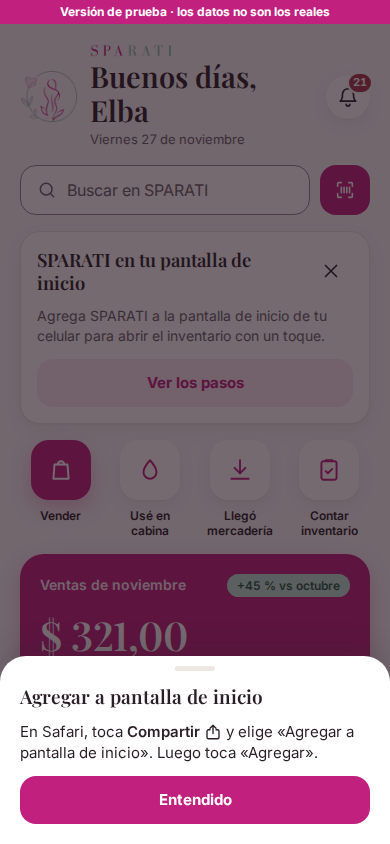 Versión de prueba · los datos no son los reales
SPARATI
Buenos días,
Elba
21
Viernes 27 de noviembre
Buscar en SPARATI
SPARATI en tu pantalla de
inicio
Agrega SPARATI a la pantalla de inicio de tu
celular para abrir el inventario con un toque.
Ver los pasos
Vender
Usé en
cabina
Llegó
mercadería
Contar
inventario
Ventas de noviembre
+45 % vs octubre
$ 321,00
Agregar a pantalla de inicio
En Safari, toca Compartir y elige «Agregar a
pantalla de inicio». Luego toca «Agregar».
Entendido